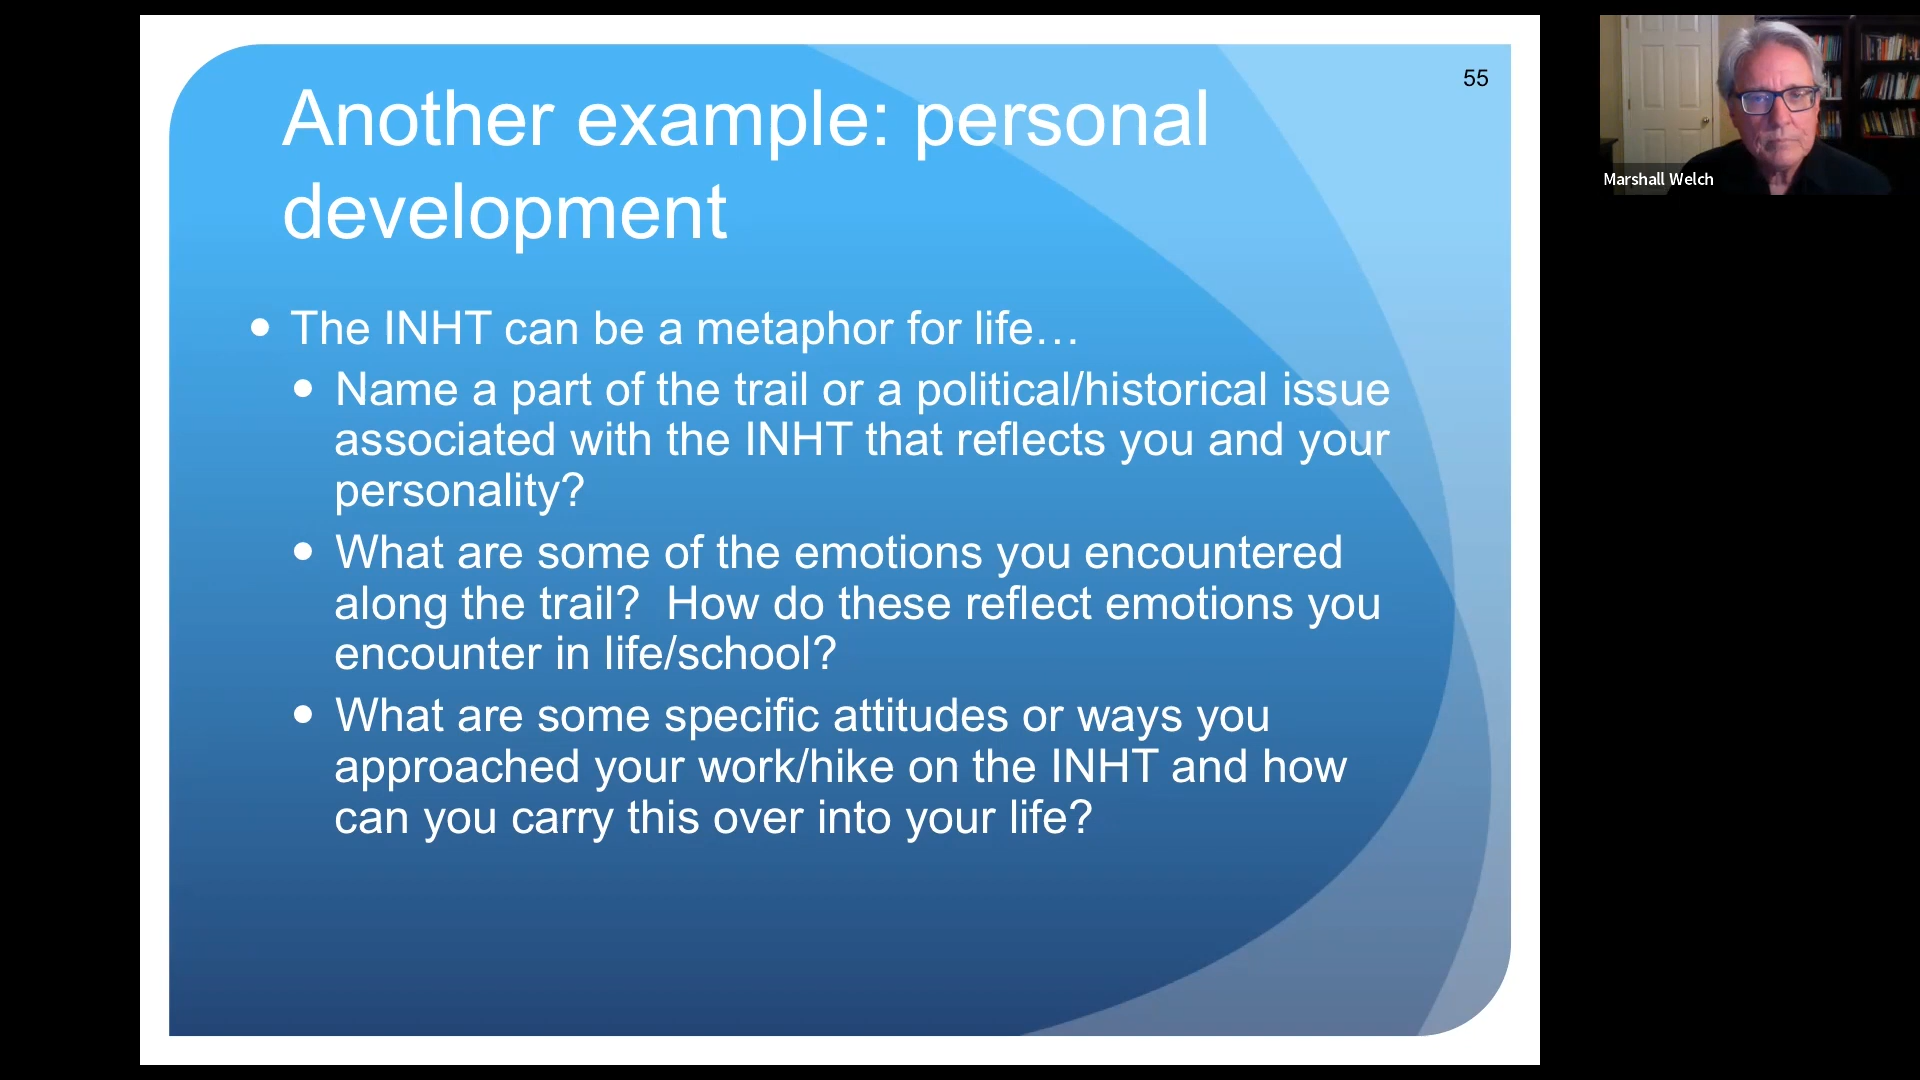 55
Another example: personal
development
• The INHT can be a metaphor for life…
• Name a part of the trail or a political/historical issue
associated with the INHT that reflects you and your
personality?
• What are some of the emotions you encountered
along the trail?  How do these reflect emotions you
encounter in life/school?
• What are some specific attitudes or ways you
approached your work/hike on the INHT and how
can you carry this over into your life?
Marshall Welch